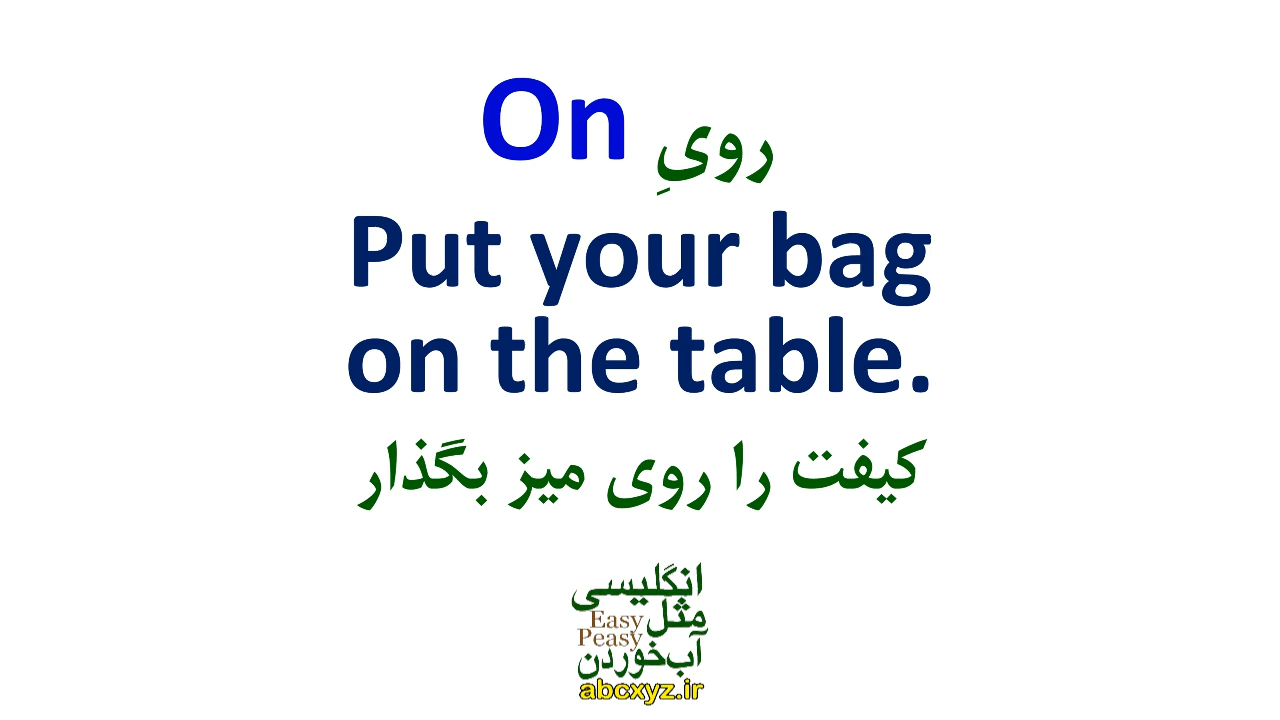 On رویِ
Put your bag
on the table.
کیفت را روی میز بگذار
انگلیسی
مثل
Easy
Peasy
آب‌خوردن
abcxyz.ir